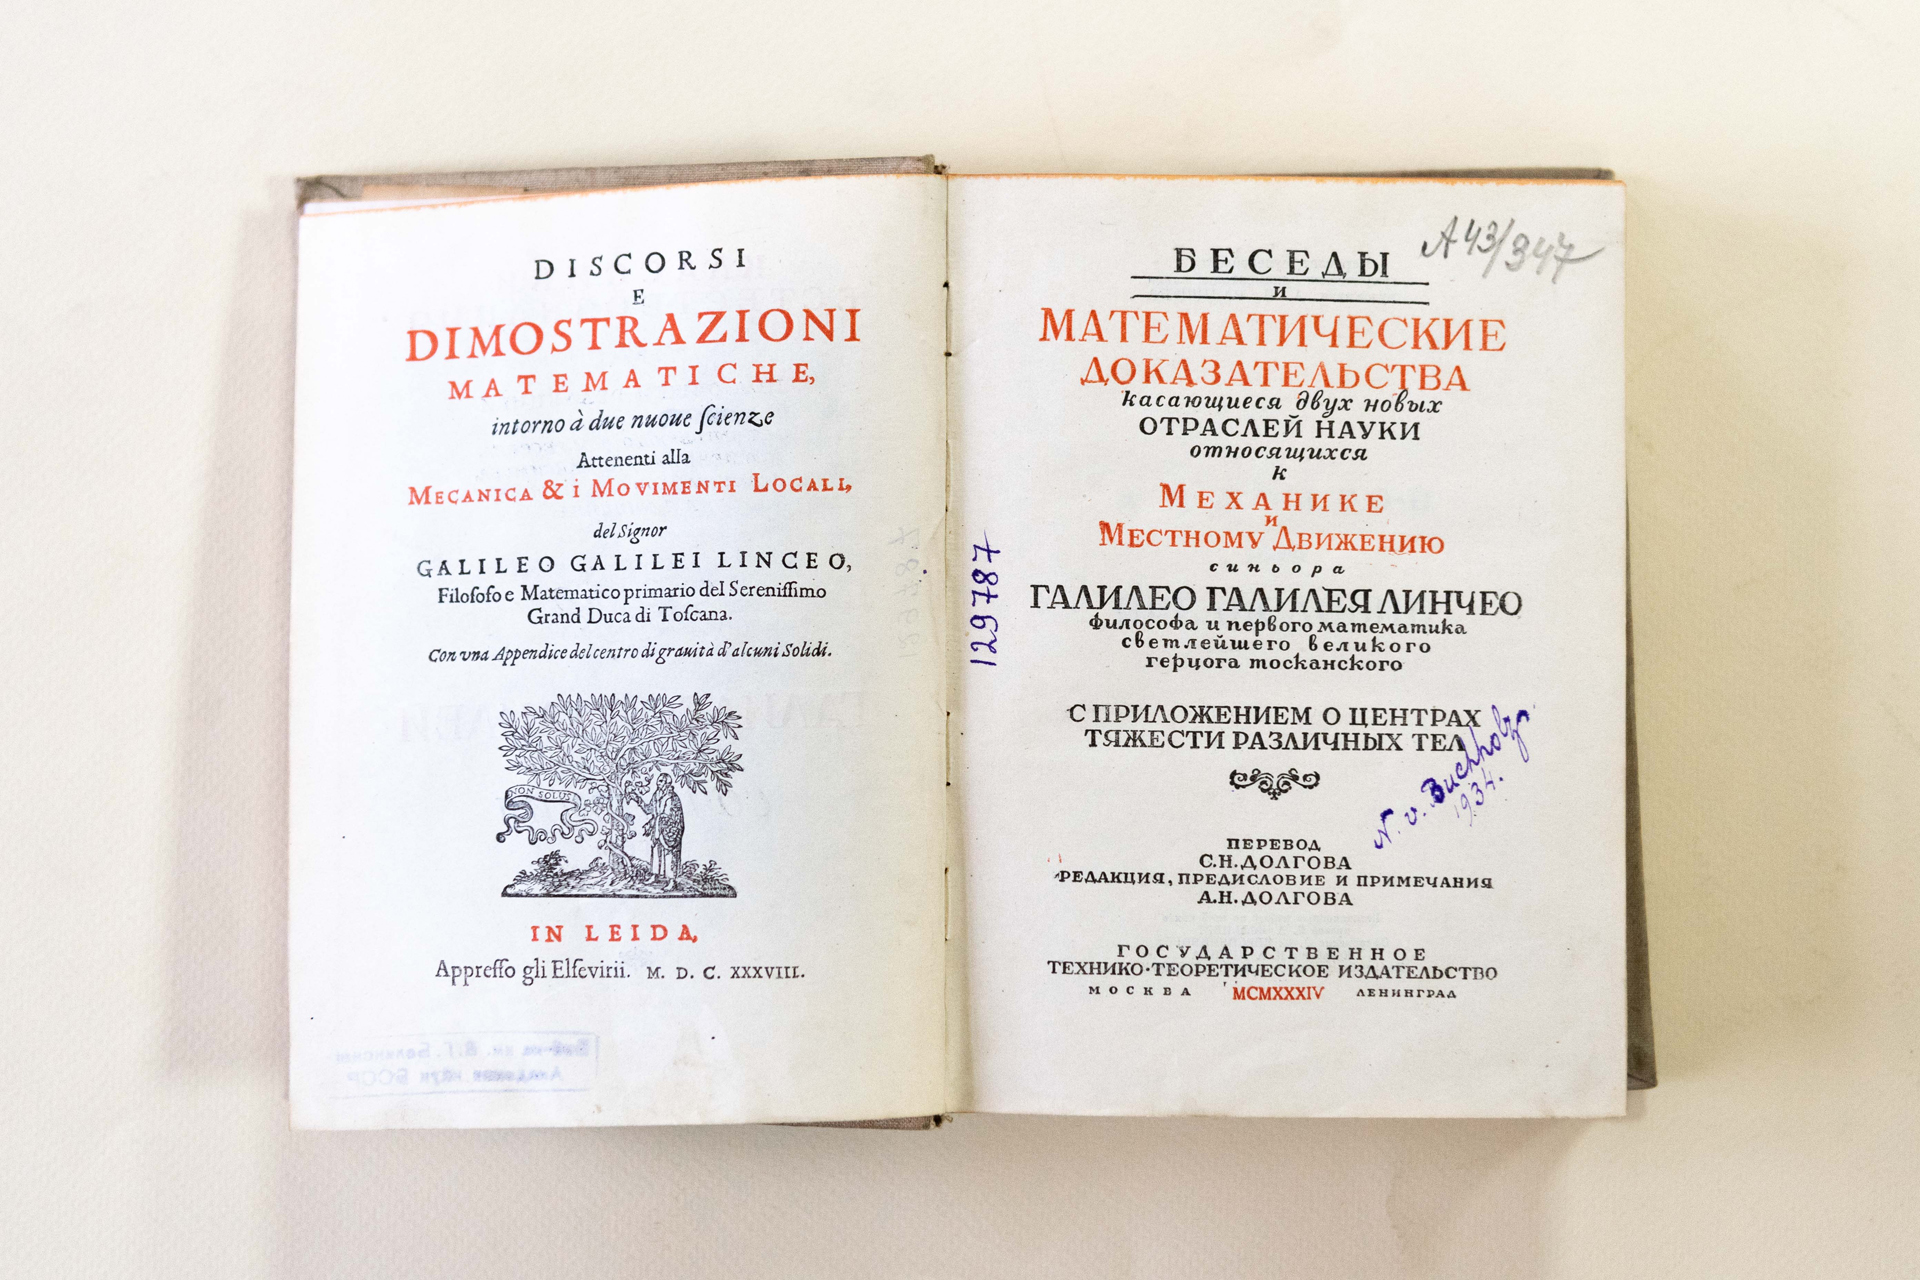 DISCORSI
E
DIMOSTRAZIONI
MATEMATICHE,
intorno à due nuoue ſcienze
Attenenti alla
MECANICA & i MOVIMENTI LOCALI,
del Signor
GALILEO GALILEI LINCEO,
Filoſofo e Matematico primario del Sereniſſimo
Grand Duca di Toſcana.
Con vna Appendice del centro di grauità d'alcuni Solidi.
NON SOLUS
IN LEIDA,
Appreſſo gli Elſevirii. M. D. C. XXXVIII.
А43/347
БЕСЕДЫ
И
МАТЕМАТИЧЕСКИЕ
ДОКАЗАТЕЛЬСТВА
касающиеся двух новых
ОТРАСЛЕЙ НАУКИ
относящихся
к
МЕХАНИКЕ
и
МЕСТНОМУ ДВИЖЕНИЮ
синьора
ГАЛИЛЕО ГАЛИЛЕЯ ЛИНЧЕО
философа и первого математика
светлейшего великого
герцога тосканского
С ПРИЛОЖЕНИЕМ О ЦЕНТРАХ
ТЯЖЕСТИ РАЗЛИЧНЫХ ТЕЛ
N. v. Buchholz
1934.
ПЕРЕВОД
С.Н.ДОЛГОВА
РЕДАКЦИЯ, ПРЕДИСЛОВИЕ И ПРИМЕЧАНИЯ
А.Н.ДОЛГОВА
ГОСУДАРСТВЕННОЕ
ТЕХНИКО-ТЕОРЕТИЧЕСКОЕ ИЗДАТЕЛЬСТВО
МОСКВА MCMXXXIV ЛЕНИНГРАД
129787